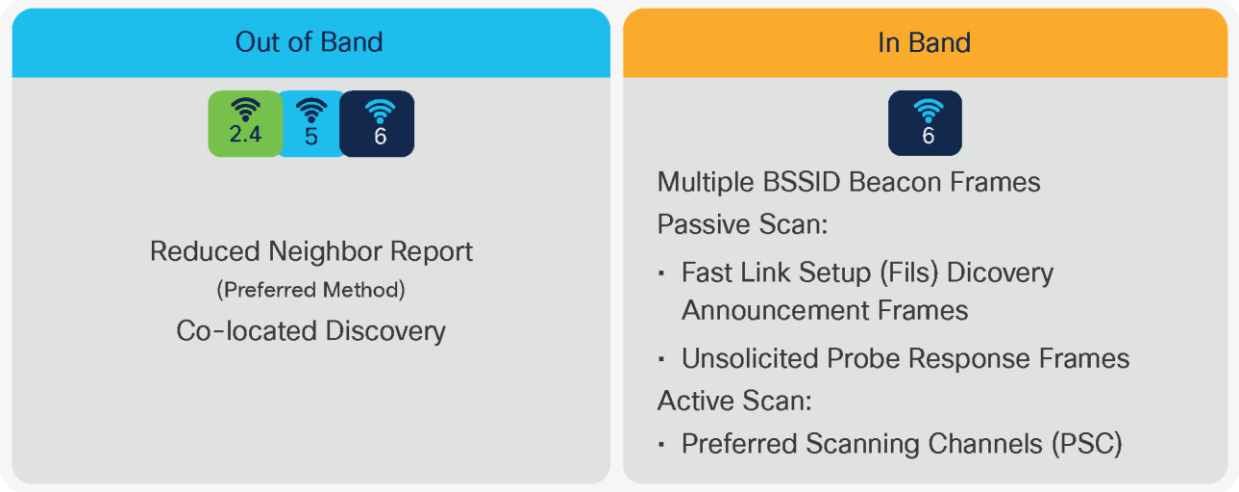 Out of Band
2.4
5
6
Reduced Neighbor Report
(Preferred Method)
Co-located Discovery
In Band
6
Multiple BSSID Beacon Frames
Passive Scan:
· Fast Link Setup (Fils) Dicovery
Announcement Frames
· Unsolicited Probe Response Frames
Active Scan:
· Preferred Scanning Channels (PSC)